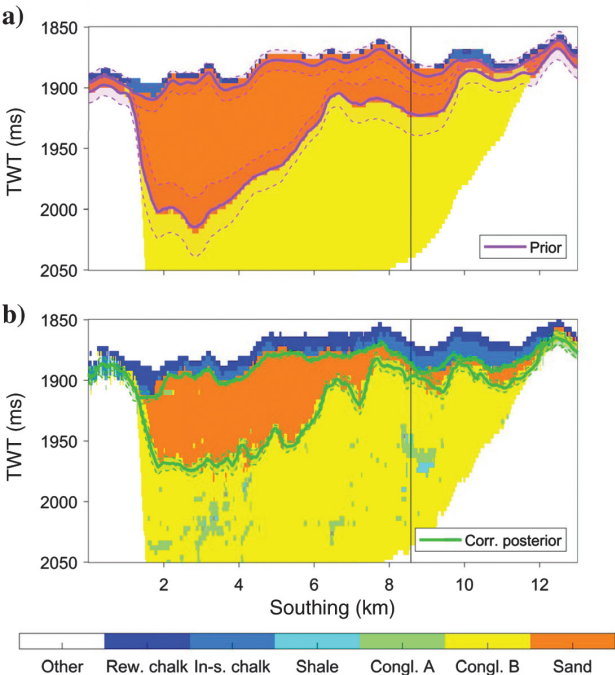 a)
1850
1900
1950
2000
2050
TWT (ms)
Prior
b)
1850
1900
1950
2000
2050
TWT (ms)
Corr. posterior
2 4 6 8 10 12
Southing (km)
Other Rew. chalk In-s. chalk Shale Congl. A Congl. B Sand